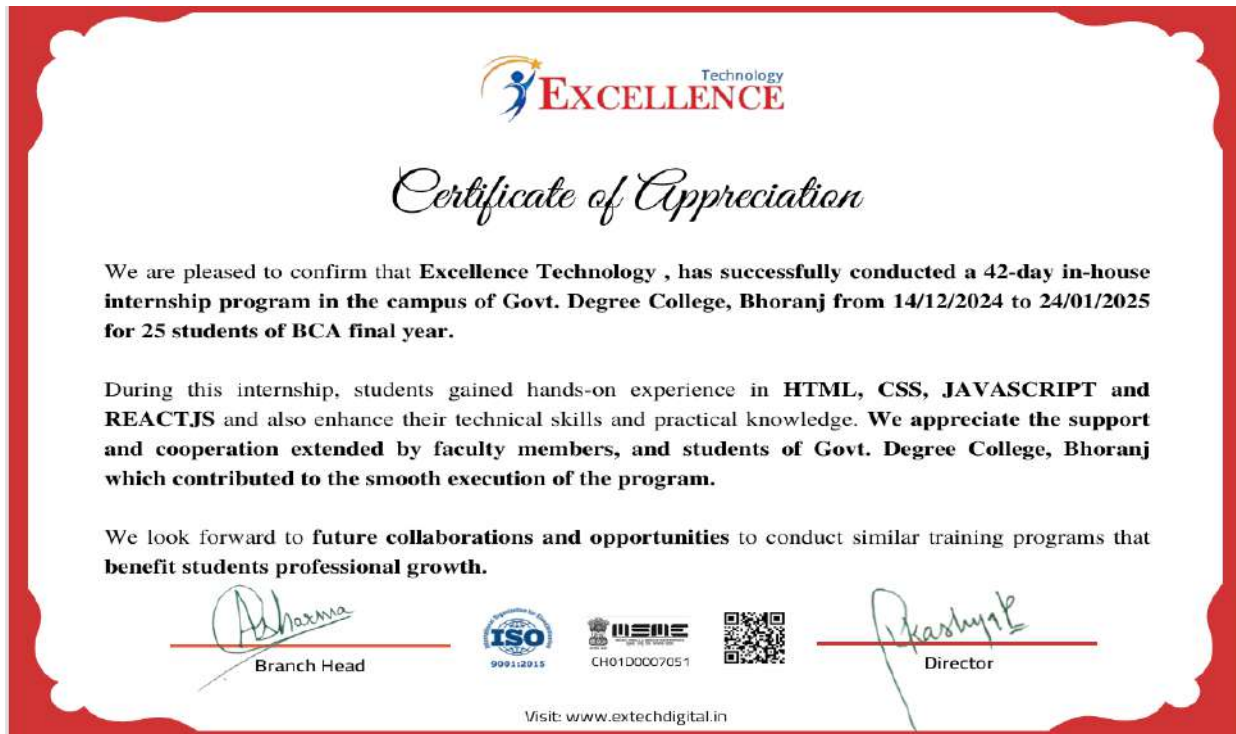 Technology
EXCELLENCE
Certificate of Appreciation
We are pleased to confirm that Excellence Technology , has successfully conducted a 42-day in-house
internship program in the campus of Govt. Degree College, Bhoranj from 14/12/2024 to 24/01/2025
for 25 students of BCA final year.
During this internship, students gained hands-on experience in HTML, CSS, JAVASCRIPT and
REACTJS and also enhance their technical skills and practical knowledge. We appreciate the support
and cooperation extended by faculty members, and students of Govt. Degree College, Bhoranj
which contributed to the smooth execution of the program.
We look forward to future collaborations and opportunities to conduct similar training programs that
benefit students professional growth.
ASharma
Branch Head
ISO
9001:2015
MSME
CH01D0007051
Pkashyap
Director
Visit: www.extechdigital.in